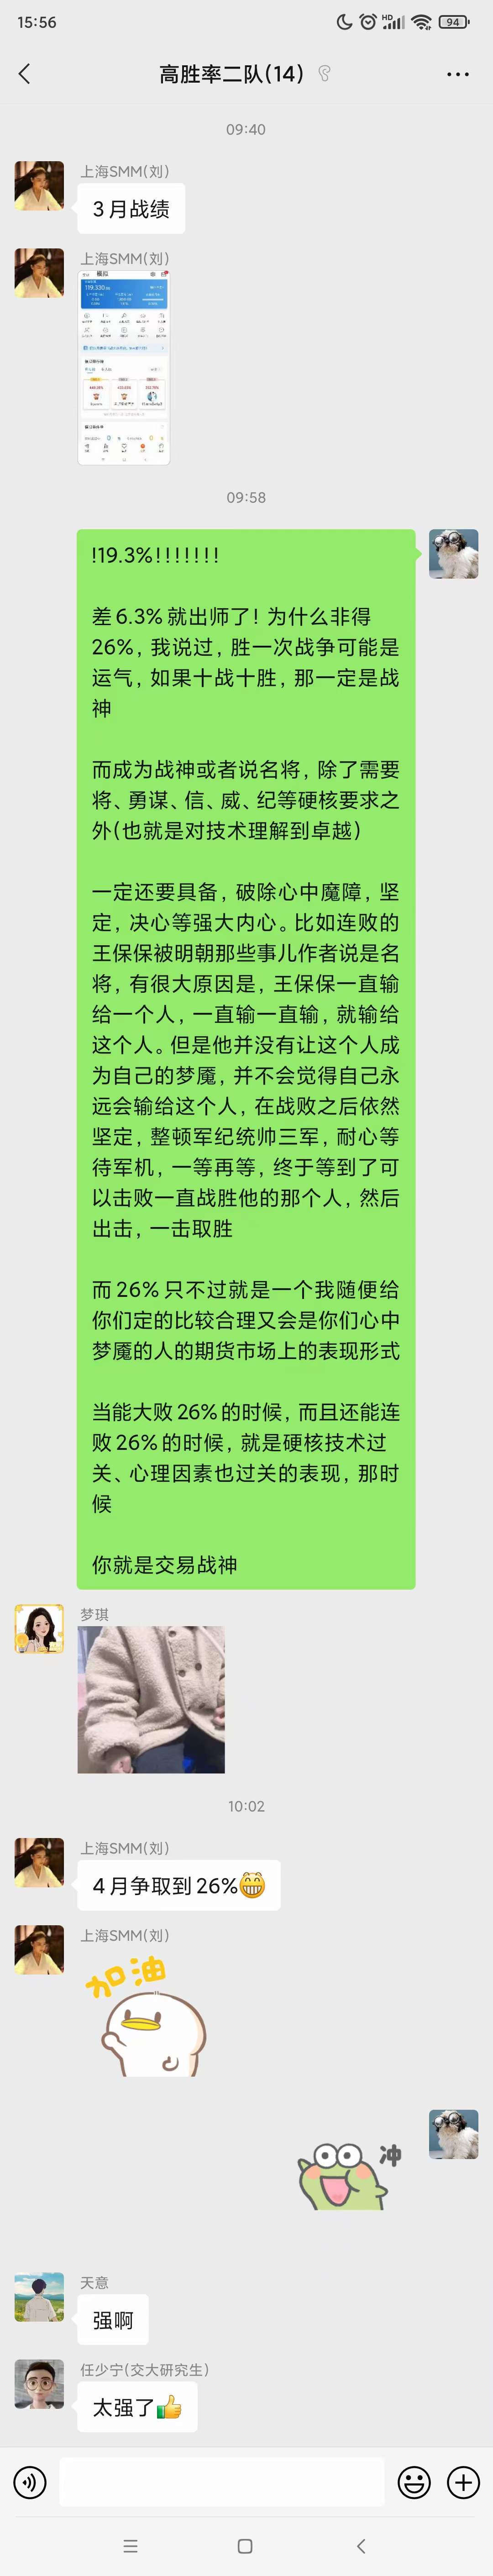 15:56
HD
94
高胜率二队(14)
09:40
上海SMM(刘)
3月战绩
上海SMM(刘)
模拟
119,330
09:58
!19.3%!!!!!!!
差6.3%就出师了！为什么非得
26%，我说过，胜一次战争可能是
运气，如果十战十胜，那一定是战
神
而成为战神或者说名将，除了需要
将、勇谋、信、威、纪等硬核要求之
外(也就是对技术理解到卓越)
一定还要具备，破除心中魔障，坚
定，决心等强大内心。比如连败的
王保保被明朝那些事儿作者说是名
将，有很大原因是，王保保一直输
给一个人，一直输一直输，就输给
这个人。但是他并没有让这个人成
为自己的梦魇，并不会觉得自己永
远会输给这个人，在战败之后依然
坚定，整顿军纪统帅三军，耐心等
待军机，一等再等，终于等到了可
以击败一直战胜他的那个人，然后
出击，一击取胜
而26%只不过就是一个我随便给
你们定的比较合理又会是你们心中
梦魇的人的期货市场上的表现形式
当能大败26%的时候，而且还能连
败26%的时候，就是硬核技术过
关、心理因素也过关的表现，那时
候
你就是交易战神
梦琪
10:02
上海SMM(刘)
4月争取到26%😁
上海SMM(刘)
加油
冲
天意
强啊
任少宁(交大研究生)
太强了👍